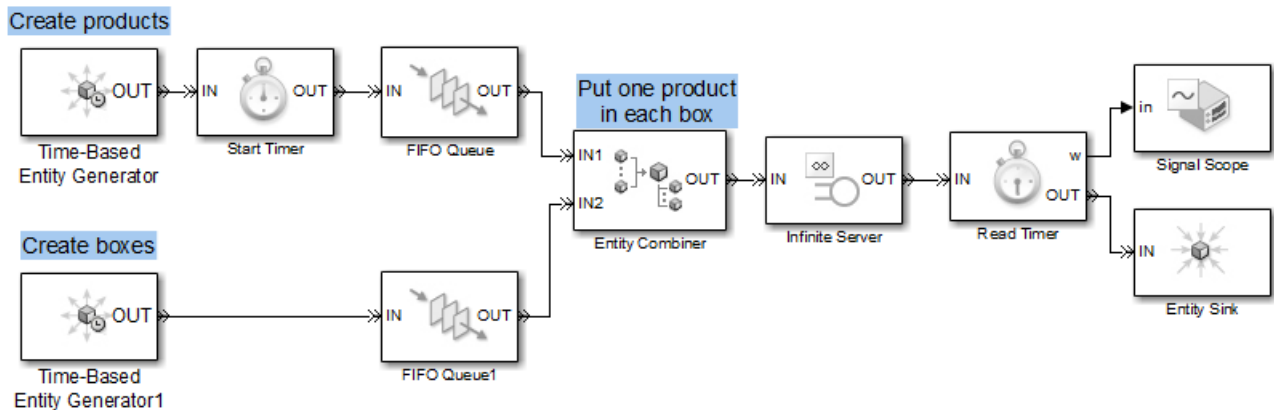 Create products
OUT
Time-Based
Entity Generator
IN
OUT
Start Timer
IN
OUT
FIFO Queue
Put one product
in each box
IN1
IN2
OUT
Entity Combiner
IN
OUT
Infinite Server
IN
w
OUT
Read Timer
in
Signal Scope
IN
Entity Sink
Create boxes
OUT
Time-Based
Entity Generator1
IN
OUT
FIFO Queue1